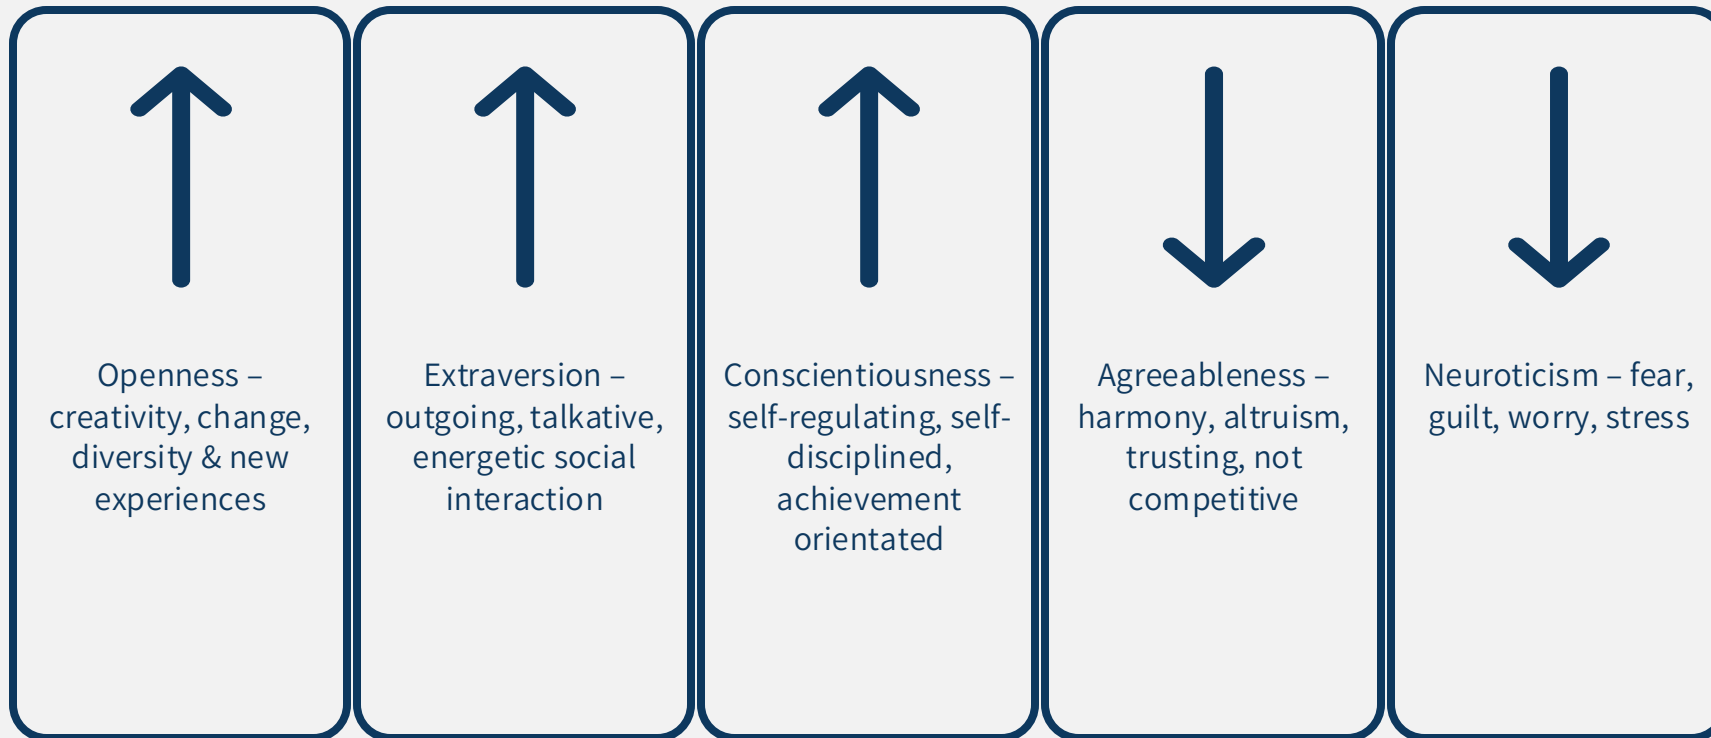 Openness –
creativity, change,
diversity & new
experiences
Extraversion –
outgoing, talkative,
energetic social
interaction
Conscientiousness –
self-regulating, self-
disciplined,
achievement
orientated
Agreeableness –
harmony, altruism,
trusting, not
competitive
Neuroticism – fear,
guilt, worry, stress